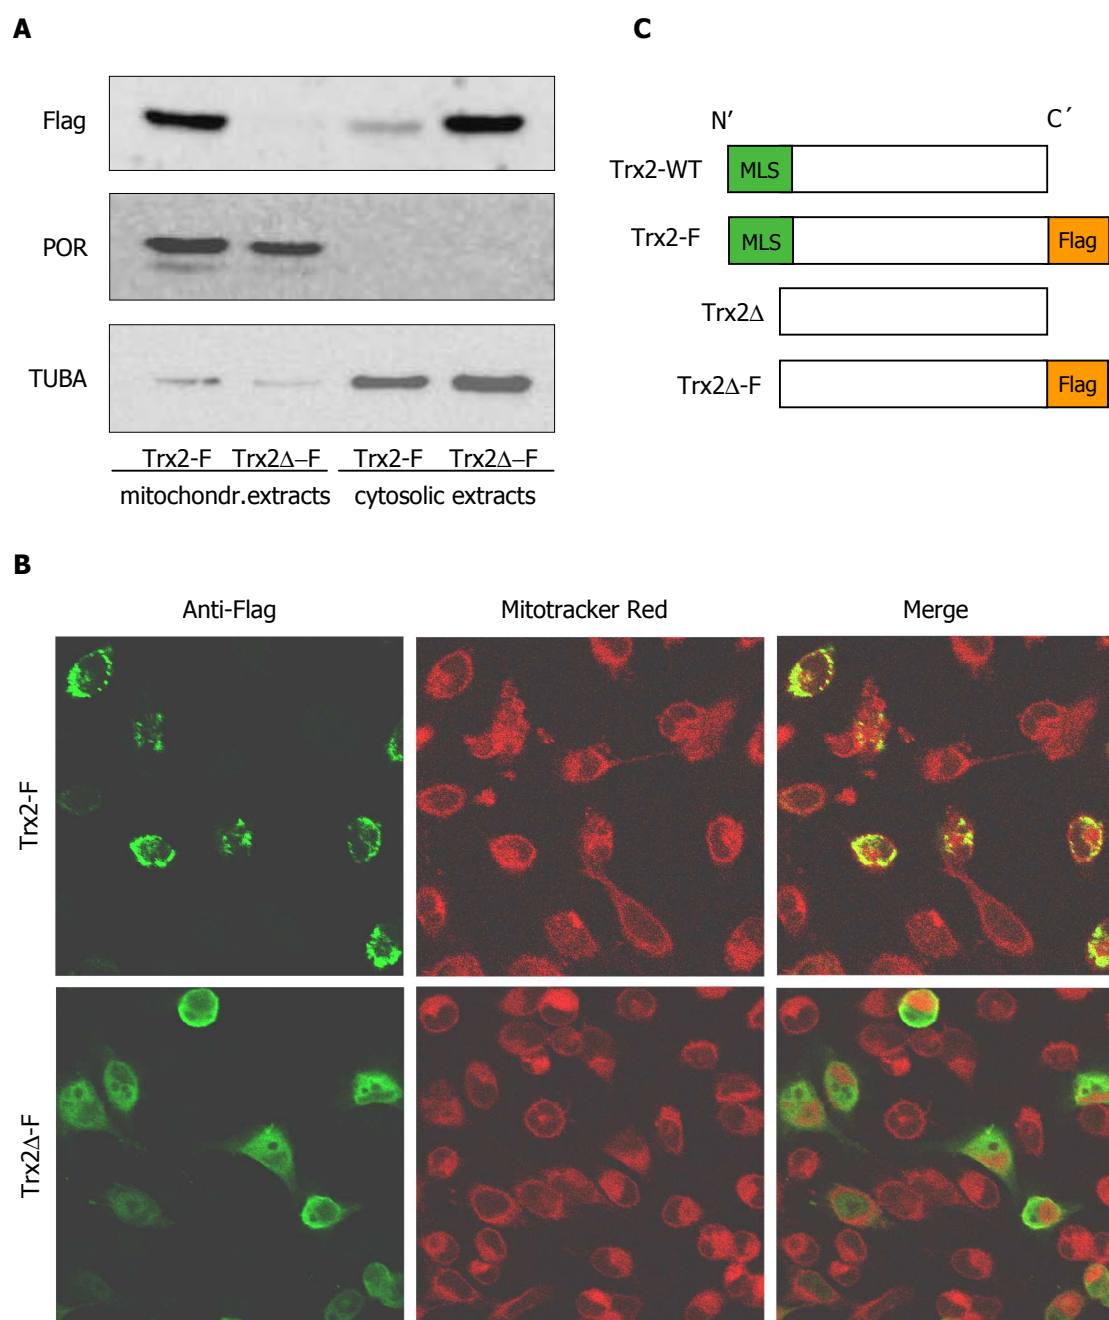 A
Flag
POR
TUBA
Trx2-F Trx2Δ–F Trx2-F Trx2Δ–F
mitochondr.extracts cytosolic extracts
C
N' C´
Trx2-WT MLS
Trx2-F MLS Flag
Trx2Δ
Trx2Δ-F Flag
B
Anti-Flag Mitotracker Red Merge
Trx2-F
Trx2Δ-F